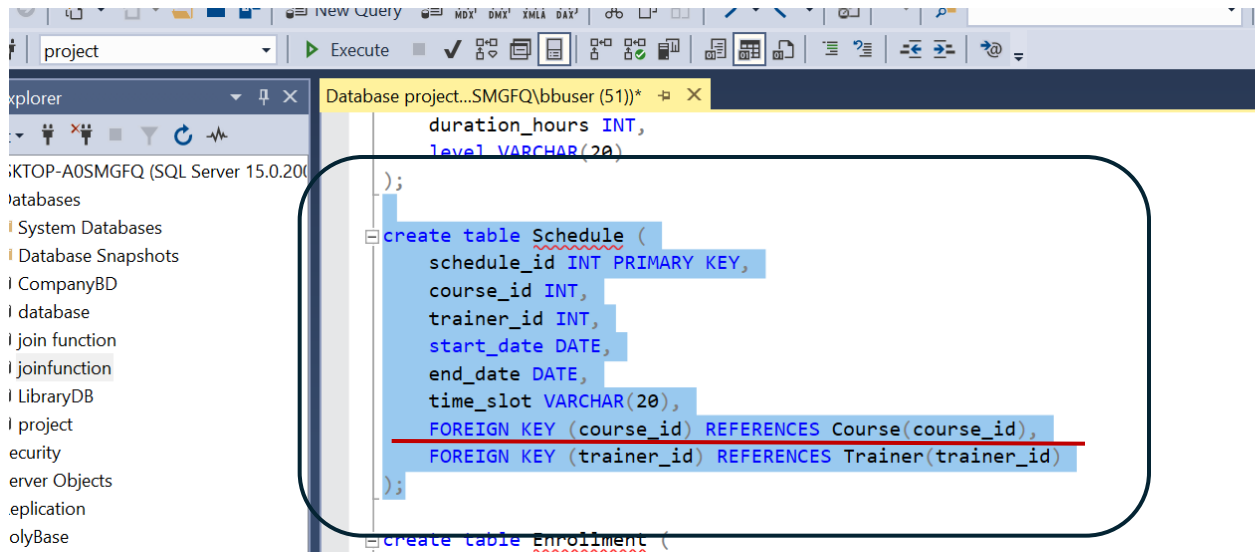 New Query MDX DMX XMLA DAX
project Execute
xplorer
Database project...SMGFQ\bbuser (51))*
SKTOP-A0SMGFQ (SQL Server 15.0.200
Databases
System Databases
Database Snapshots
CompanyBD
database
join function
joinfunction
LibraryDB
project
ecurity
erver Objects
eplication
olyBase
duration_hours INT,
level VARCHAR(20)
);
create table Schedule (
schedule_id INT PRIMARY KEY,
course_id INT,
trainer_id INT,
start_date DATE,
end_date DATE,
time_slot VARCHAR(20),
FOREIGN KEY (course_id) REFERENCES Course(course_id),
FOREIGN KEY (trainer_id) REFERENCES Trainer(trainer_id)
);
create table Enrollment (